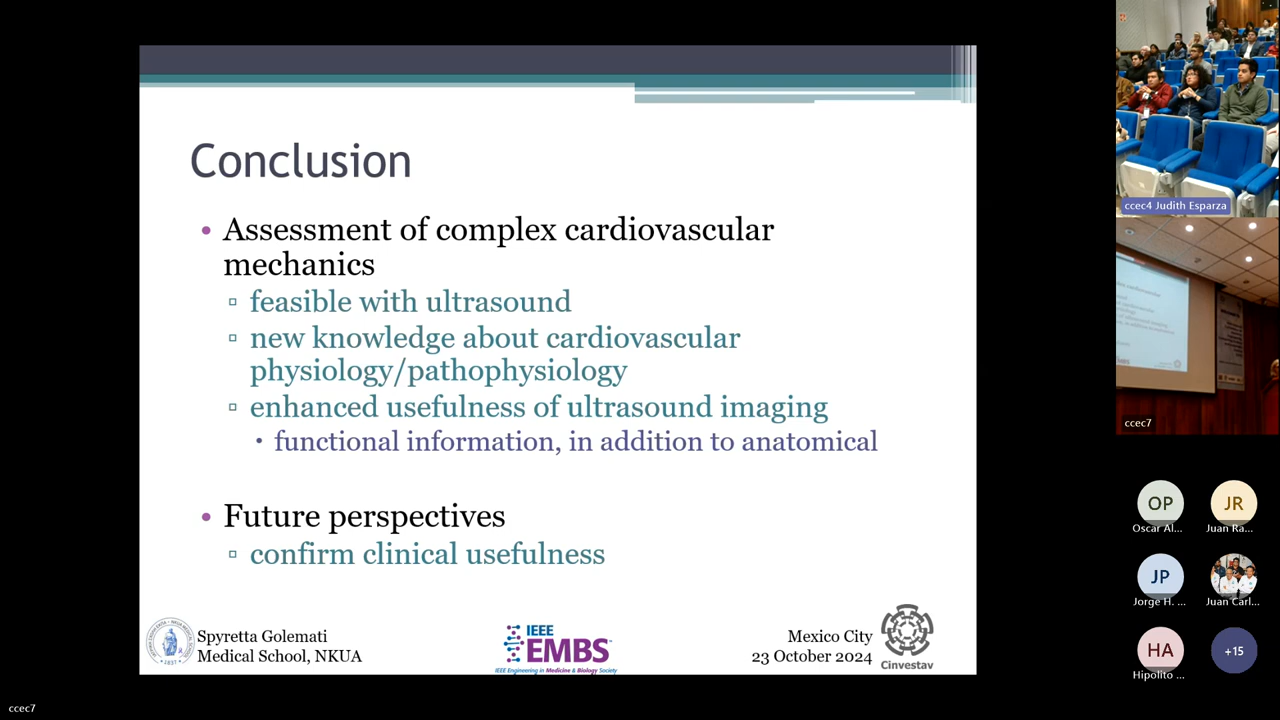 Conclusion
• Assessment of complex cardiovascular
mechanics
▫ feasible with ultrasound
▫ new knowledge about cardiovascular
physiology/pathophysiology
▫ enhanced usefulness of ultrasound imaging
• functional information, in addition to anatomical
• Future perspectives
▫ confirm clinical usefulness
Spyretta Golemati
Medical School, NKUA
IEEE
EMBS
IEEE Engineering in Medicine & Biology Society
Mexico City
23 October 2024
Cinvestav
ccec4 Judith Esparza
ccec7
OP
Oscar Al...
JR
Juan Ra...
JP
Jorge H. ...
Juan Carl...
HA
Hipolito ...
+15
ccec7